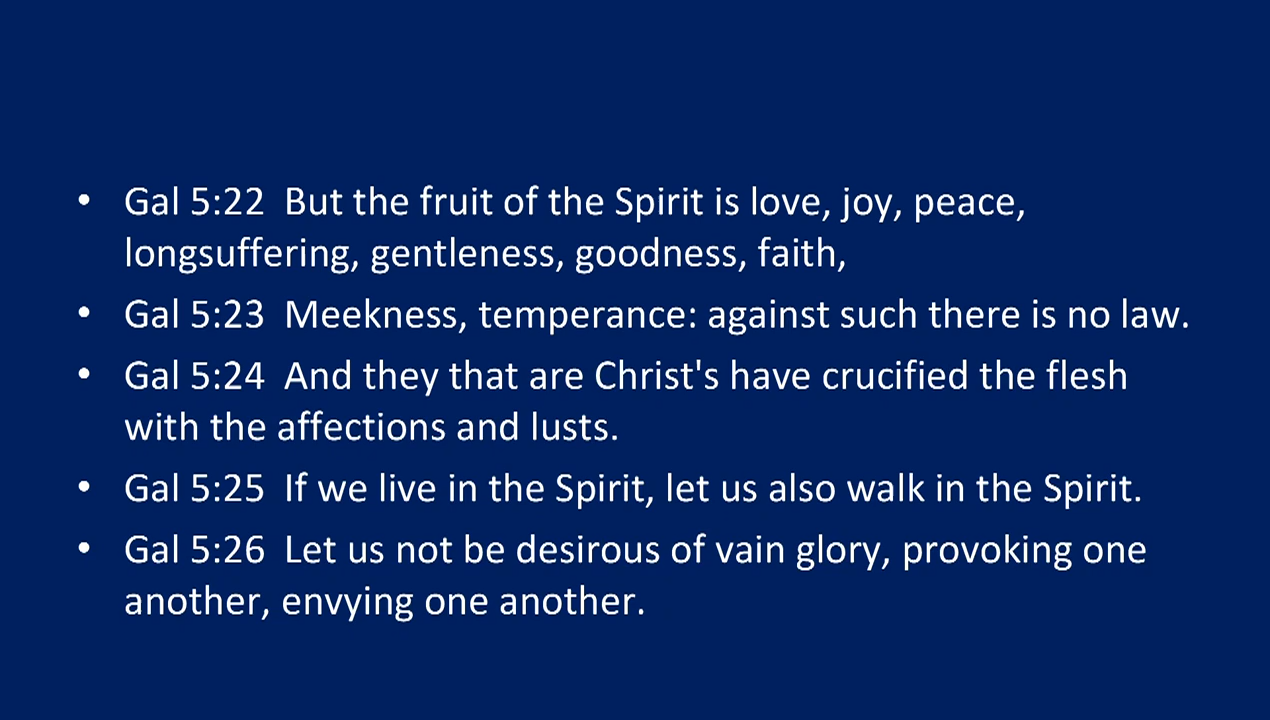 • Gal 5:22  But the fruit of the Spirit is love, joy, peace,
longsuffering, gentleness, goodness, faith,
• Gal 5:23  Meekness, temperance: against such there is no law.
• Gal 5:24  And they that are Christ's have crucified the flesh
with the affections and lusts.
• Gal 5:25  If we live in the Spirit, let us also walk in the Spirit.
• Gal 5:26  Let us not be desirous of vain glory, provoking one
another, envying one another.